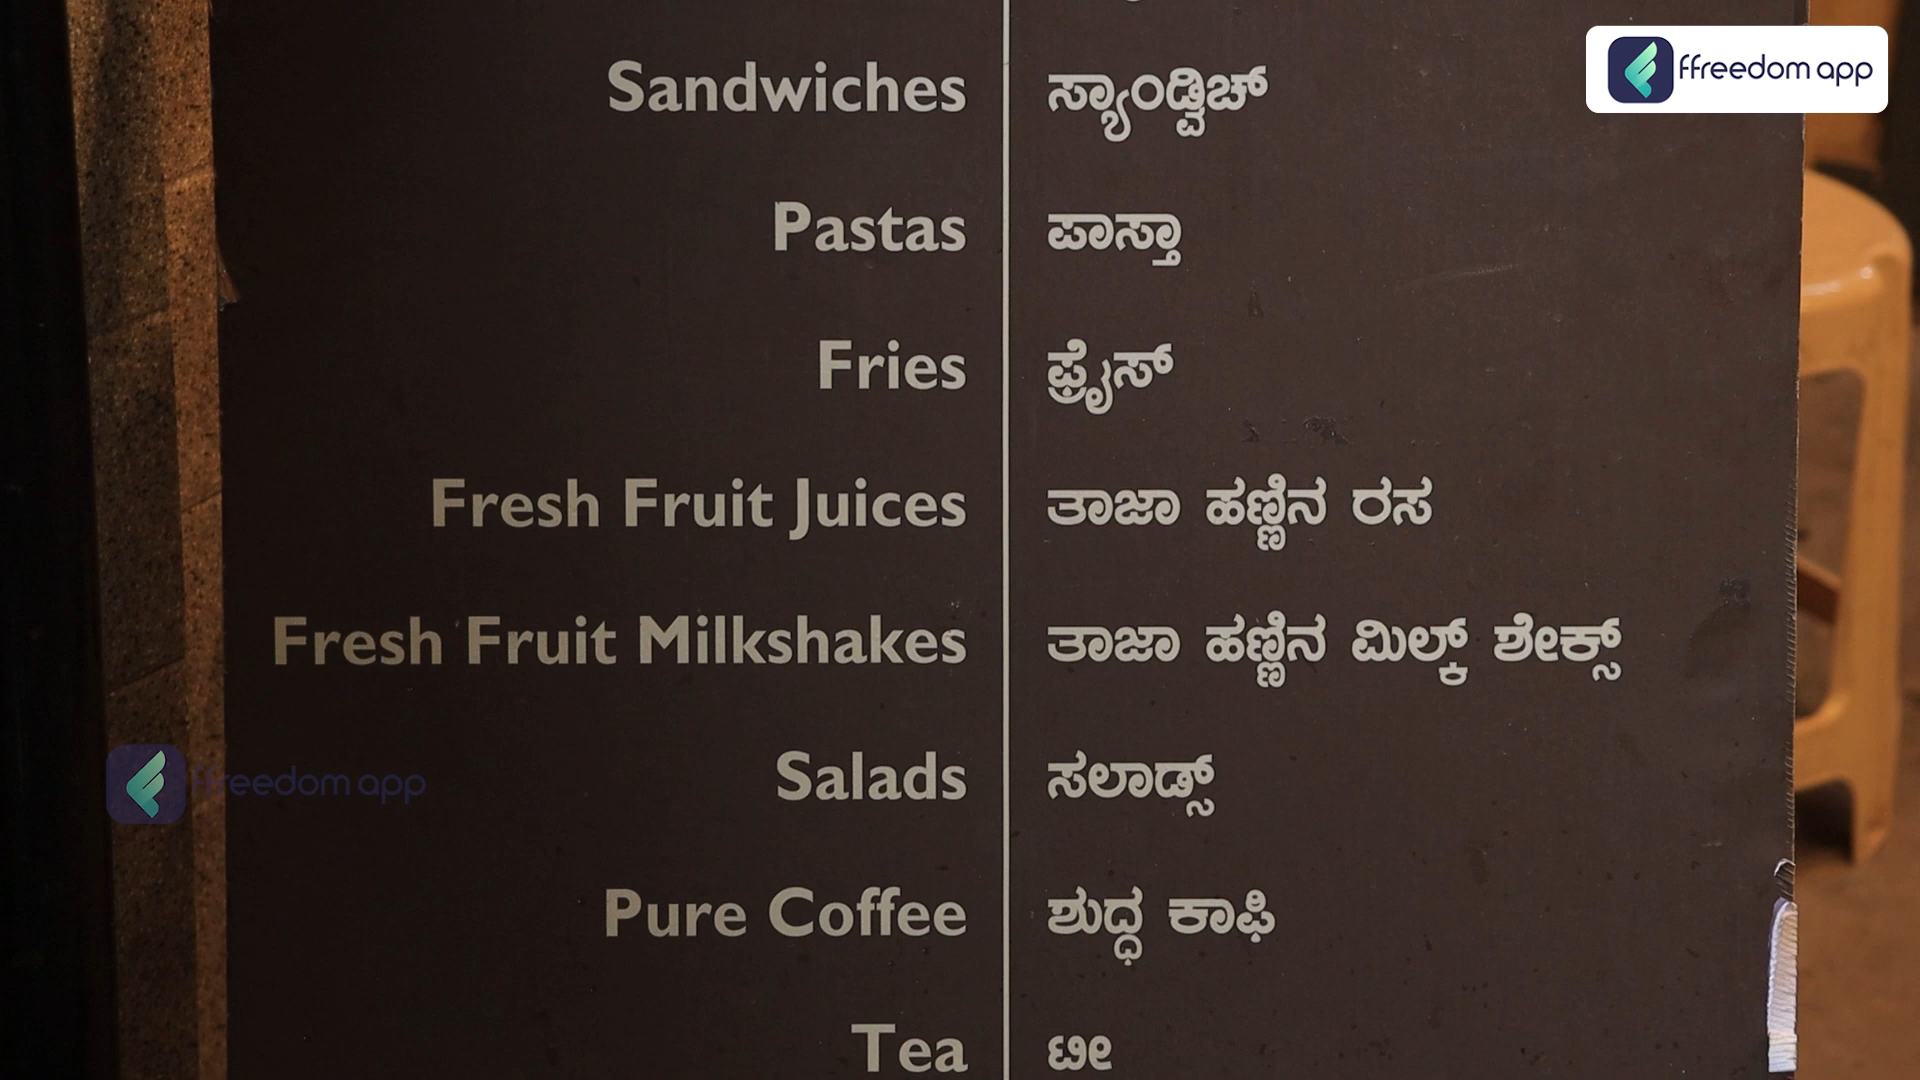 ffreedom app
Sandwiches ಸ್ಯಾಂಡ್ವಿಚ್
Pastas ಪಾಸ್ತಾ
Fries ಫ್ರೈಸ್
Fresh Fruit Juices ತಾಜಾ ಹಣ್ಣಿನ ರಸ
Fresh Fruit Milkshakes ತಾಜಾ ಹಣ್ಣಿನ ಮಿಲ್ಕ್ ಶೇಕ್ಸ್
Salads ಸಲಾಡ್ಸ್
ffreedom app
Pure Coffee ಶುದ್ಧ ಕಾಫಿ
Tea ಟೀ